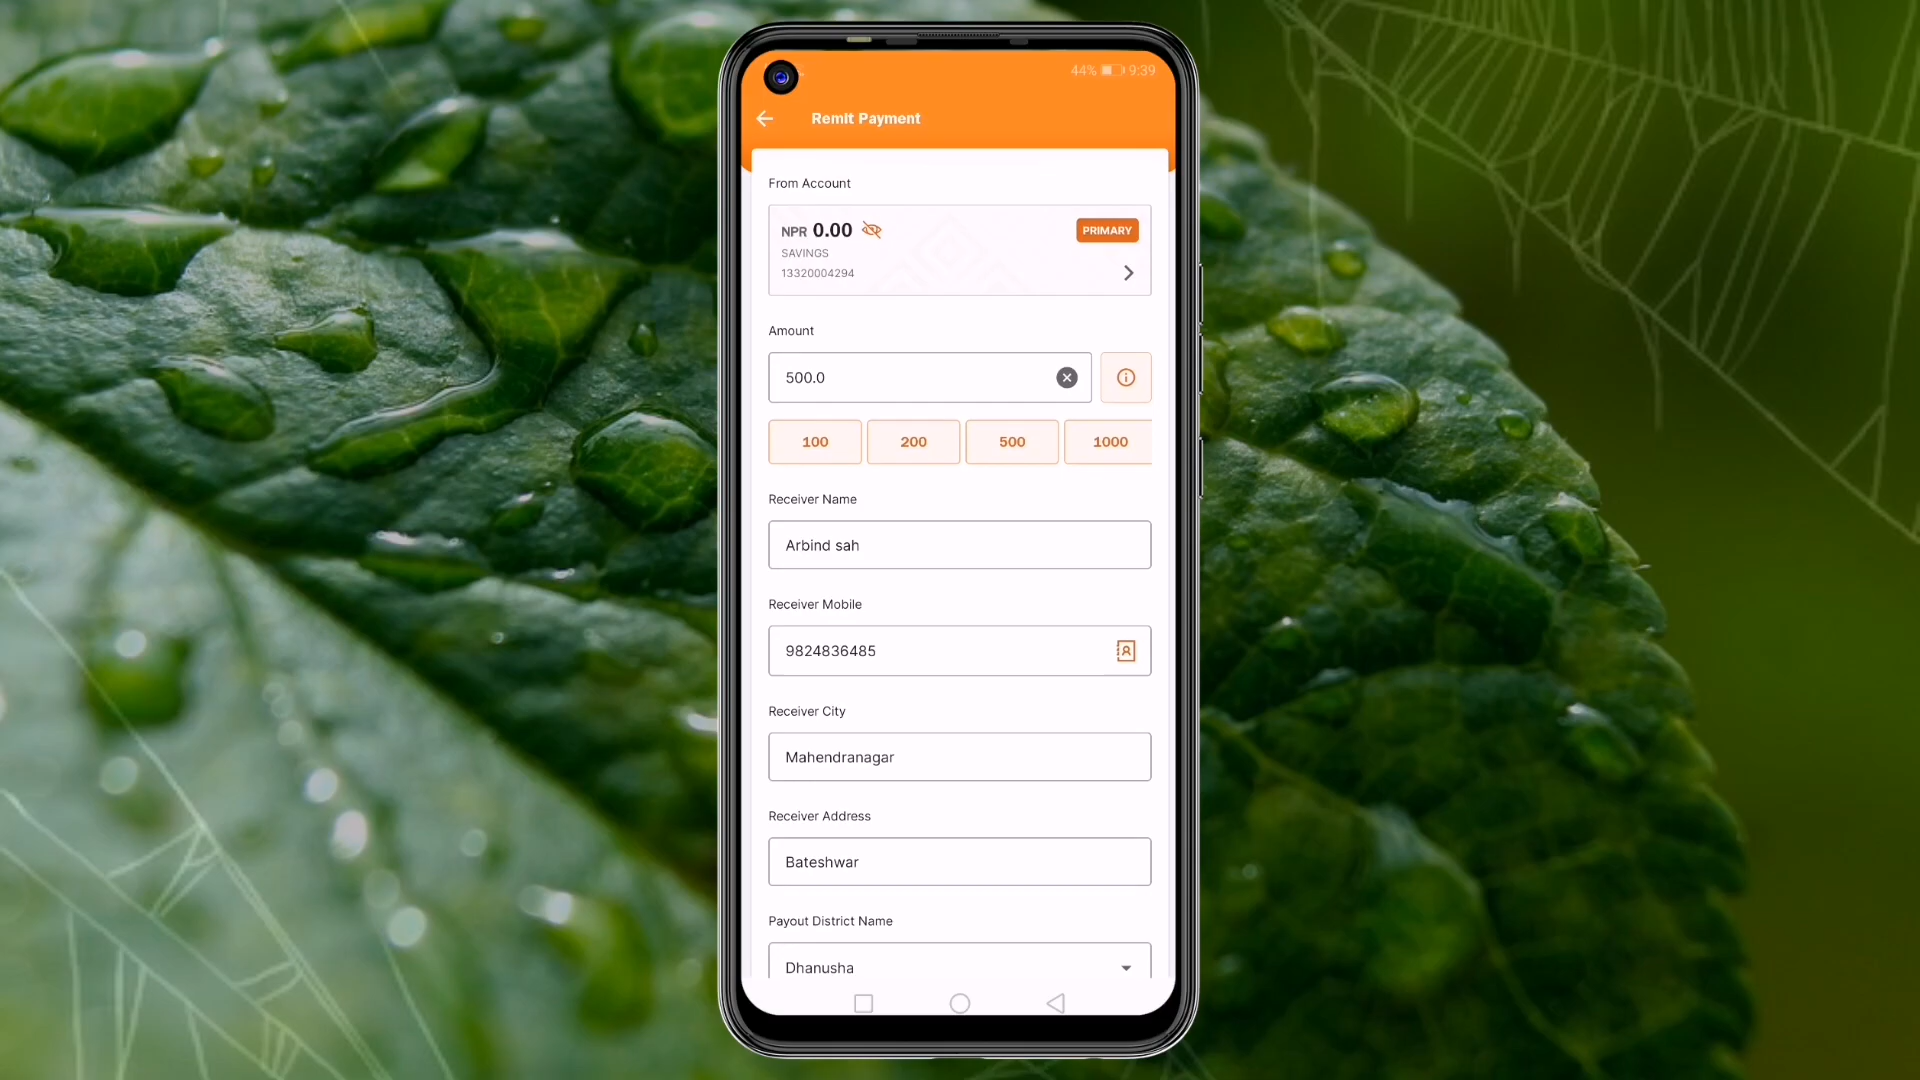 44% 9:39
Remit Payment
From Account
NPR 0.00
PRIMARY
SAVINGS
13320004294
Amount
500.0
100 200 500 1000
Receiver Name
Arbind sah
Receiver Mobile
9824836485
Receiver City
Mahendranagar
Receiver Address
Bateshwar
Payout District Name
Dhanusha